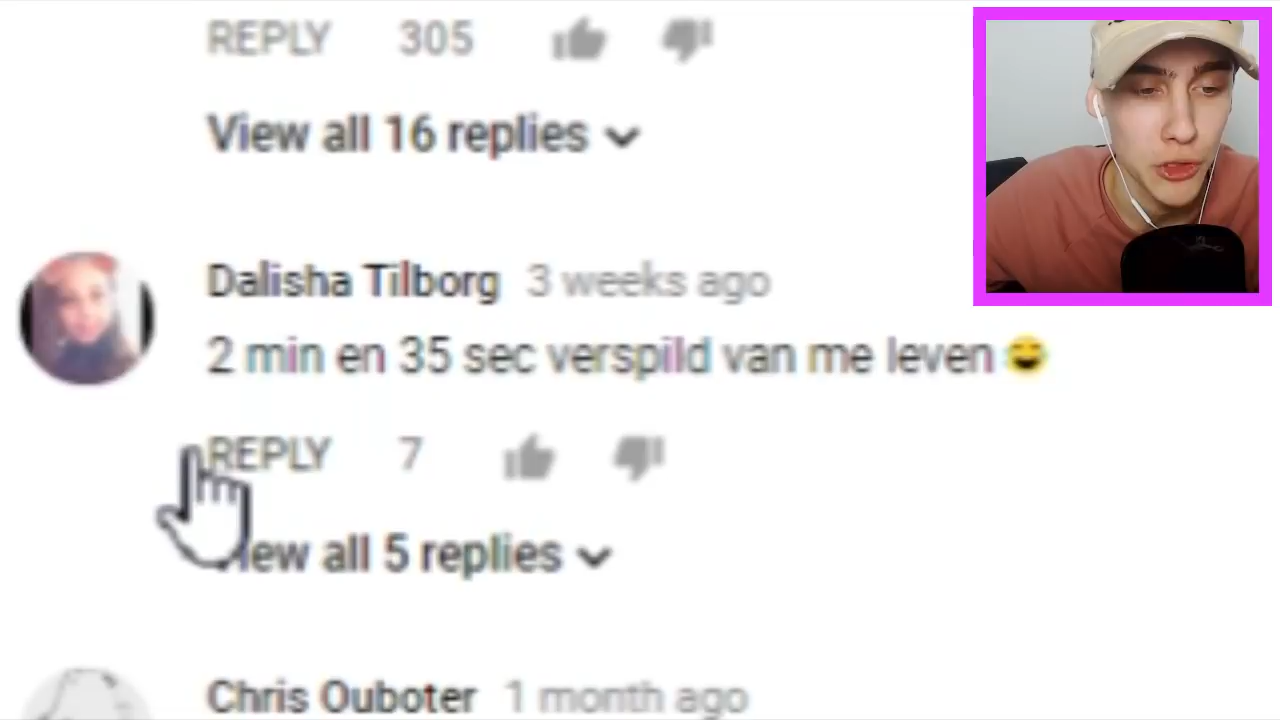 REPLY 305
View all 16 replies
Dalisha Tilborg 3 weeks ago
2 min en 35 sec verspild van me leven
REPLY 7
View all 5 replies
Chris Ouboter 1 month ago